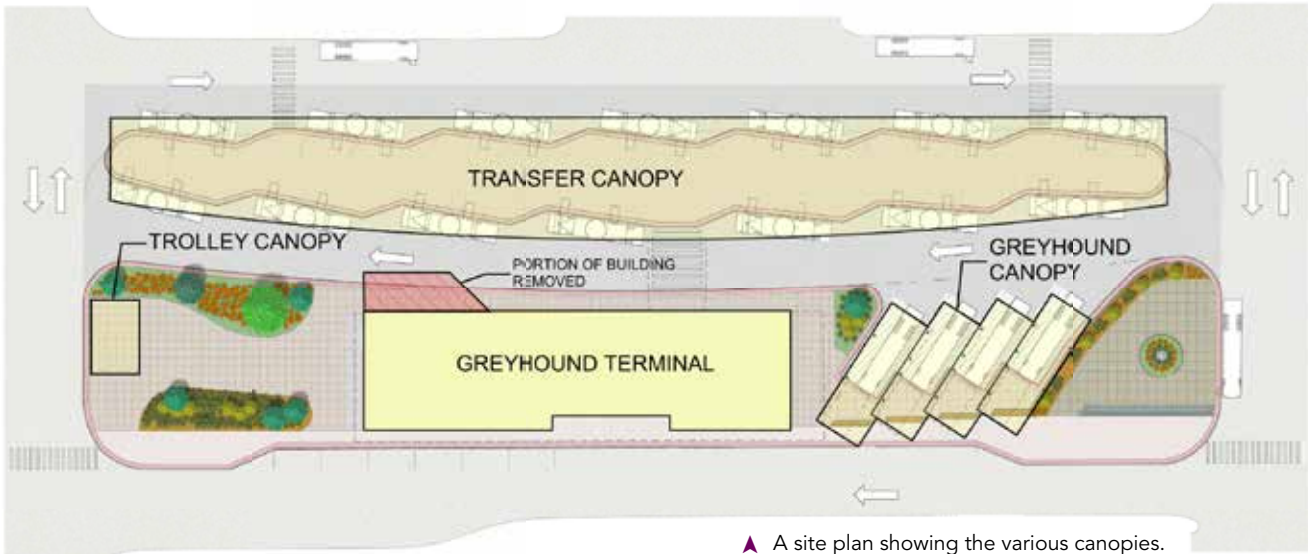 TRANSFER CANOPY
TROLLEY CANOPY
PORTION OF BUILDING
REMOVED
GREYHOUND
CANOPY
GREYHOUND TERMINAL
A site plan showing the various canopies.